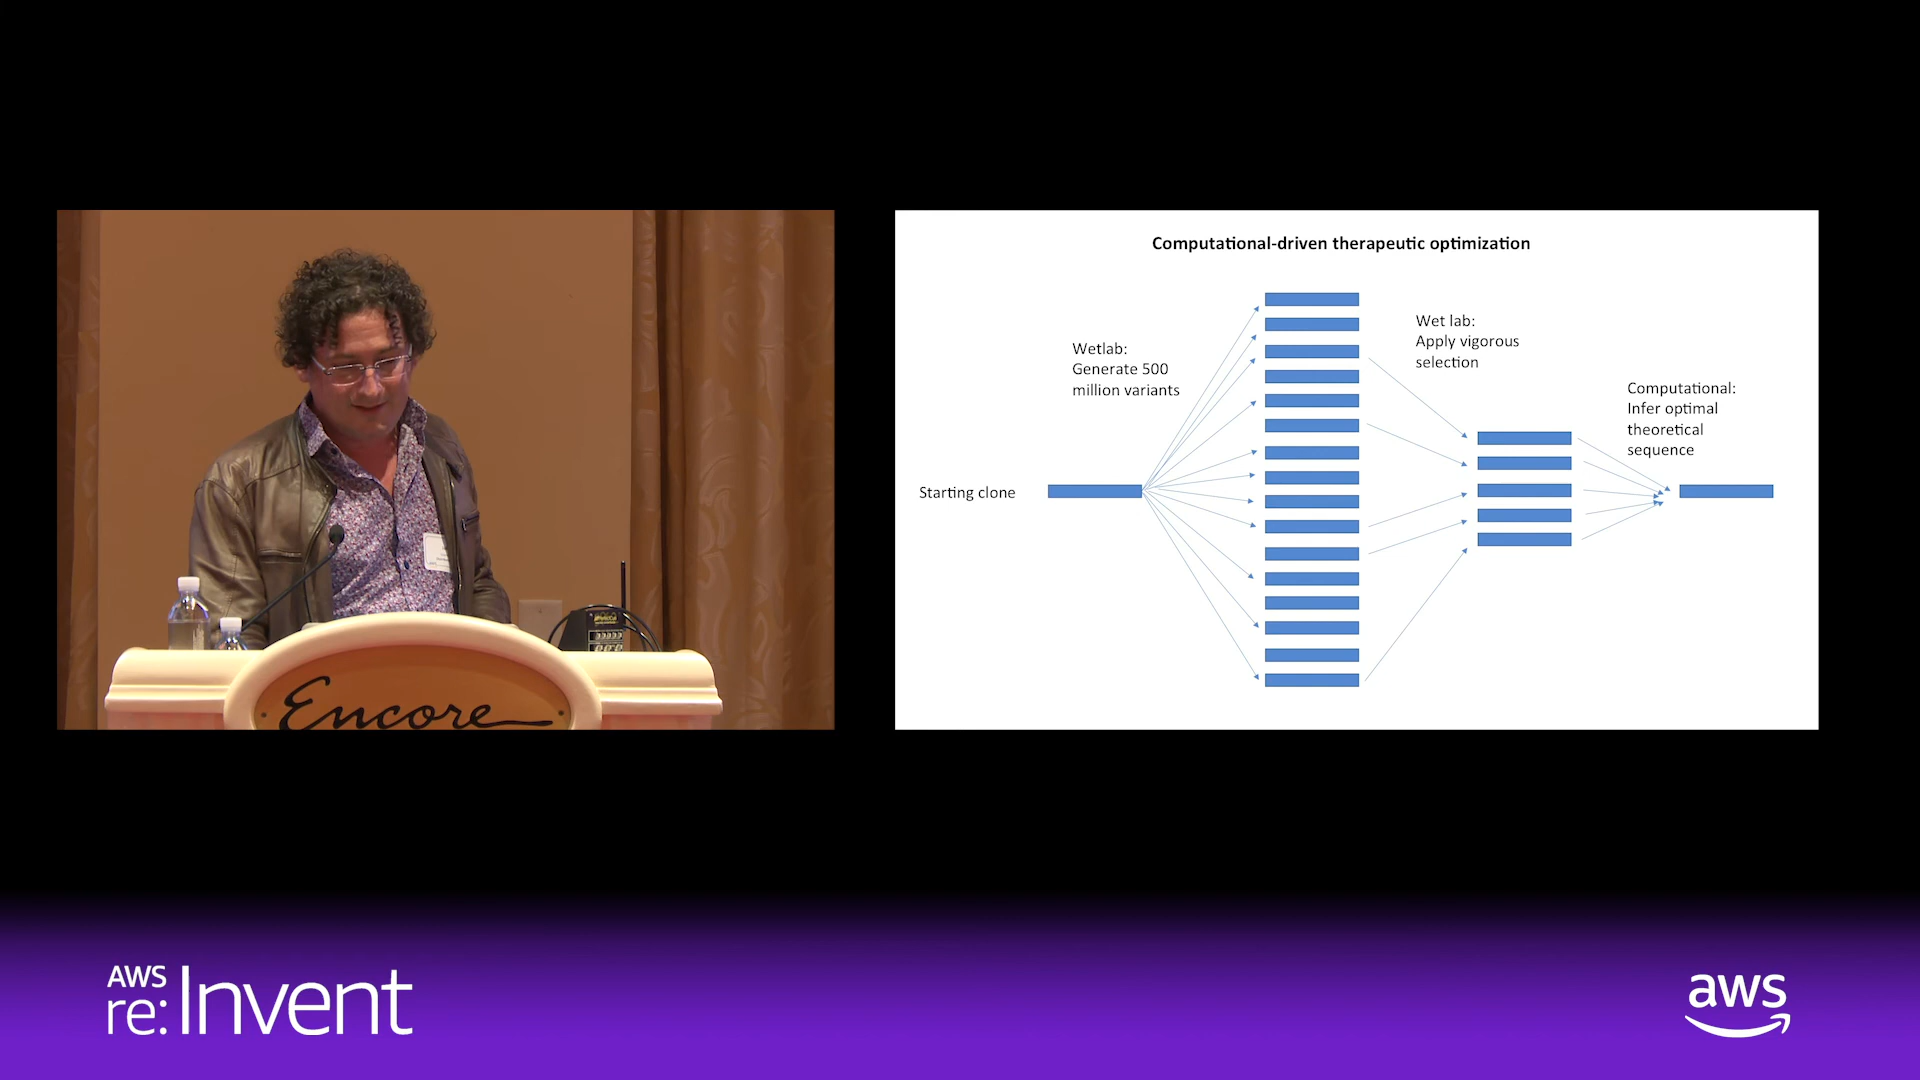 Computational-driven therapeutic optimization
Wetlab:
Generate 500
million variants
Wet lab:
Apply vigorous
selection
Computational:
Infer optimal
theoretical
sequence
Starting clone
Encore
AWS
re:Invent
aws